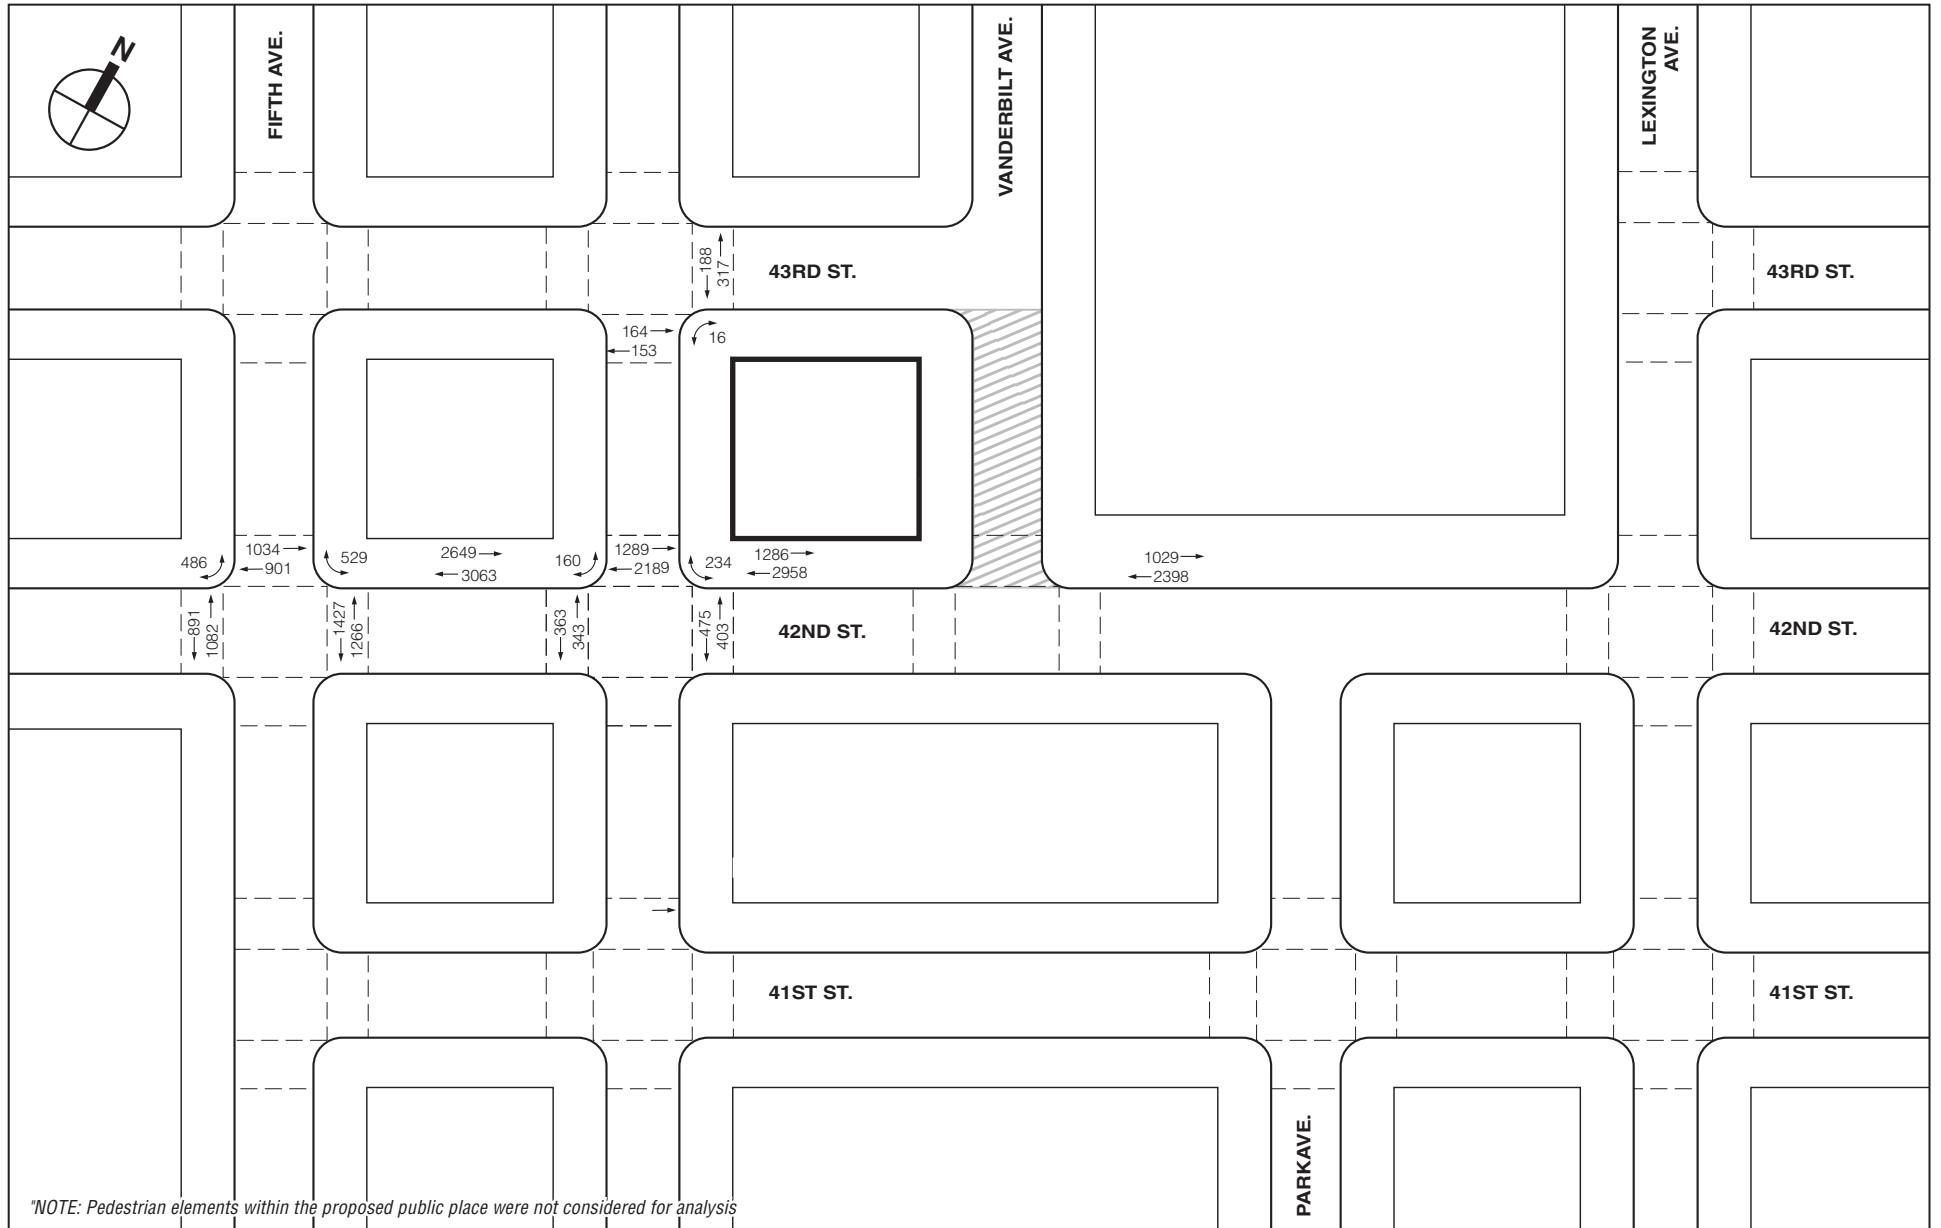 N
FIFTH AVE.
VANDERBILT AVE.
LEXINGTON
AVE.
188
317
43RD ST.
43RD ST.
164
153
16
486
1034
901
529
2649
3063
160
1289
2189
234
1286
2958
1029
2398
891
1082
1427
1266
363
343
475
403
42ND ST.
42ND ST.
41ST ST.
41ST ST.
PARKAVE.
"NOTE: Pedestrian elements within the proposed public place were not considered for analysis